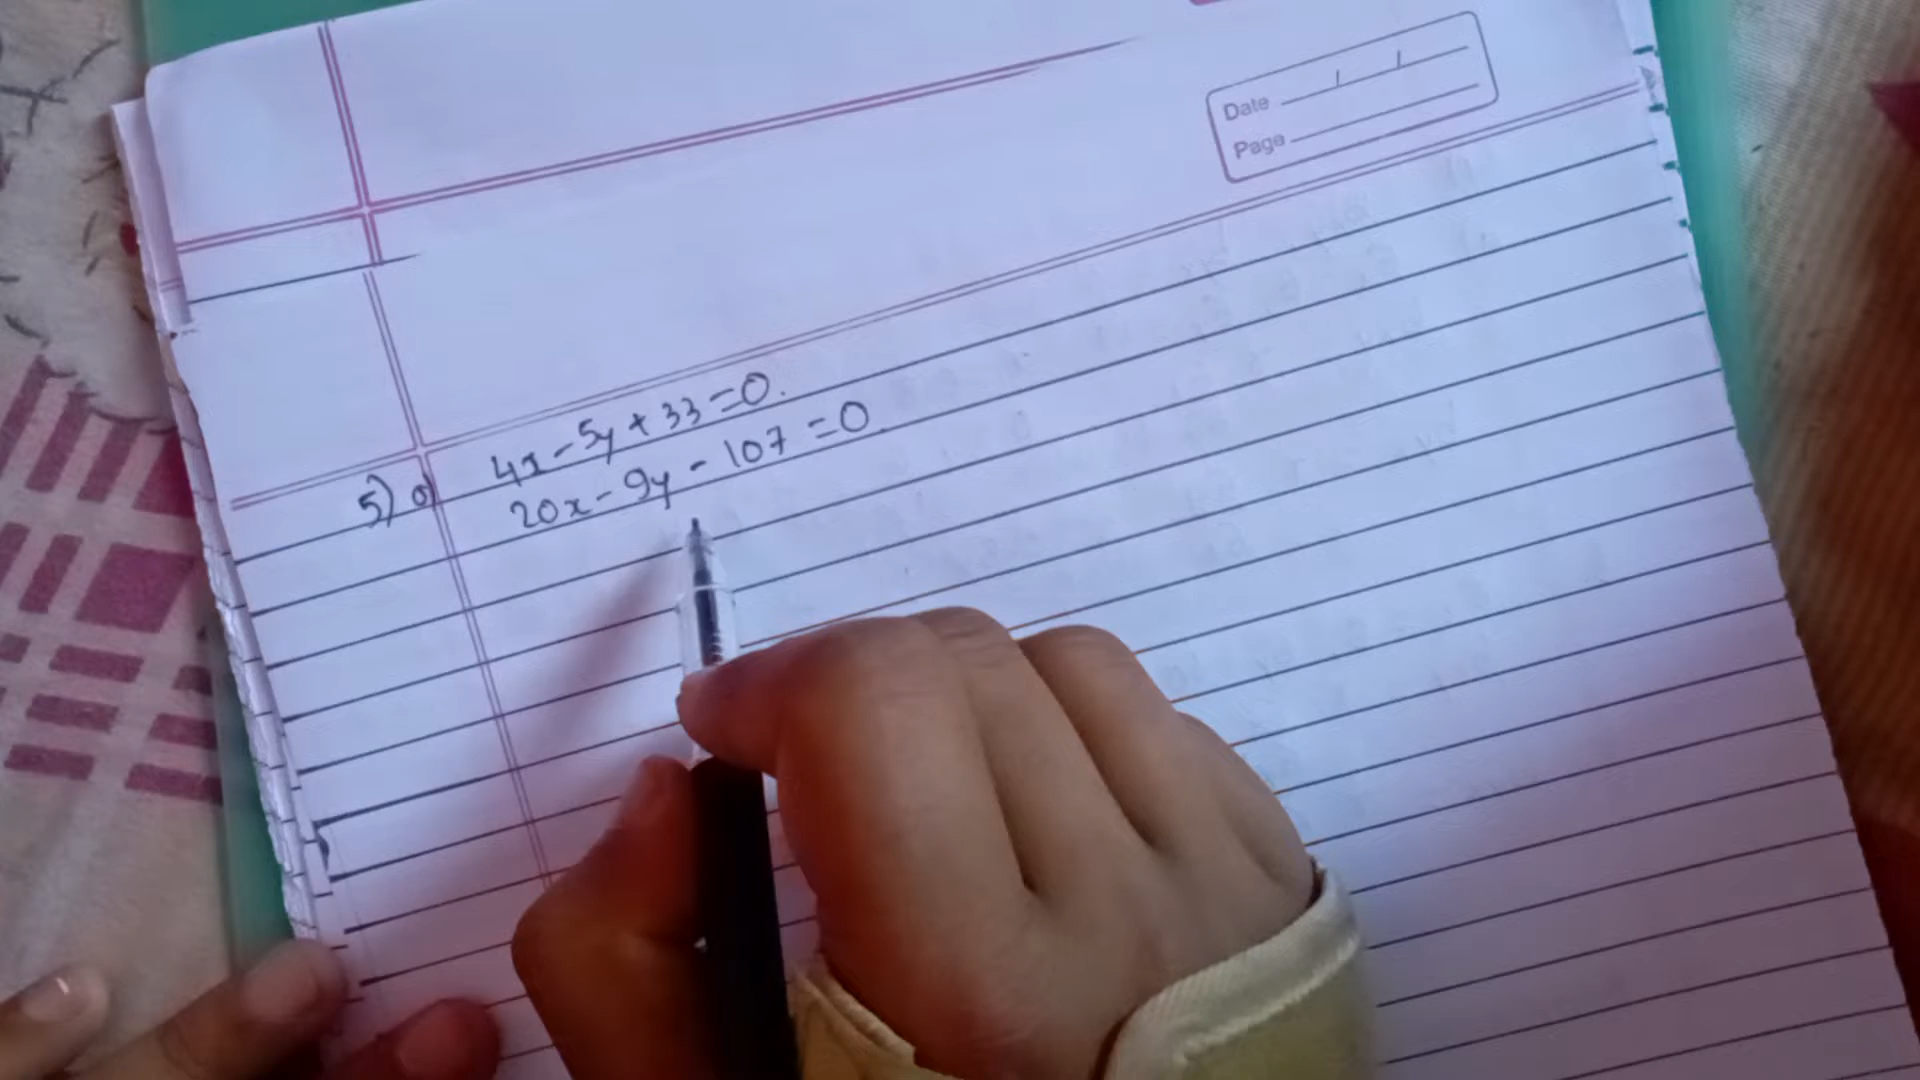 Date / /
Page
5) a) 4x - 5y + 33 = 0.
20x - 9y - 107 = 0